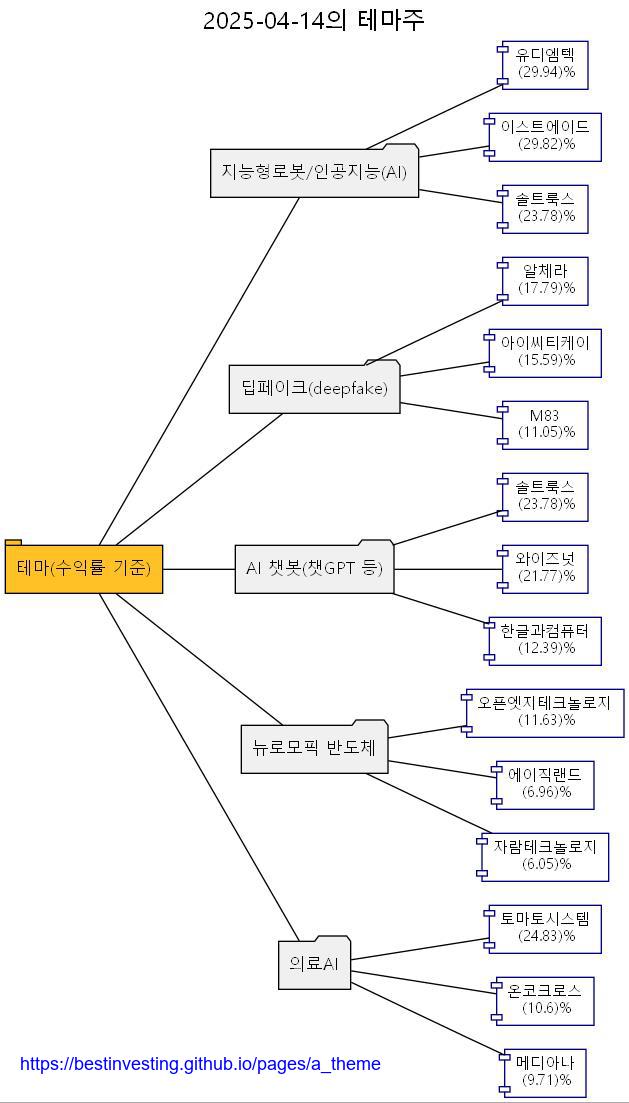 2025-04-14의 테마주
유디엠텍
(29.94)%
이스트에이드
(29.82)%
지능형로봇/인공지능(AI)
솔트룩스
(23.78)%
알체라
(17.79)%
아이씨티케이
(15.59)%
딥페이크(deepfake)
M83
(11.05)%
솔트룩스
(23.78)%
테마(수익률 기준)
AI 챗봇(챗GPT 등)
와이즈넛
(21.77)%
한글과컴퓨터
(12.39)%
오픈엣지테크놀로지
(11.63)%
뉴로모픽 반도체
에이직랜드
(6.96)%
자람테크놀로지
(6.05)%
토마토시스템
(24.83)%
의료AI
온코크로스
(10.6)%
메디아나
(9.71)%
https://bestinvesting.github.io/pages/a_theme